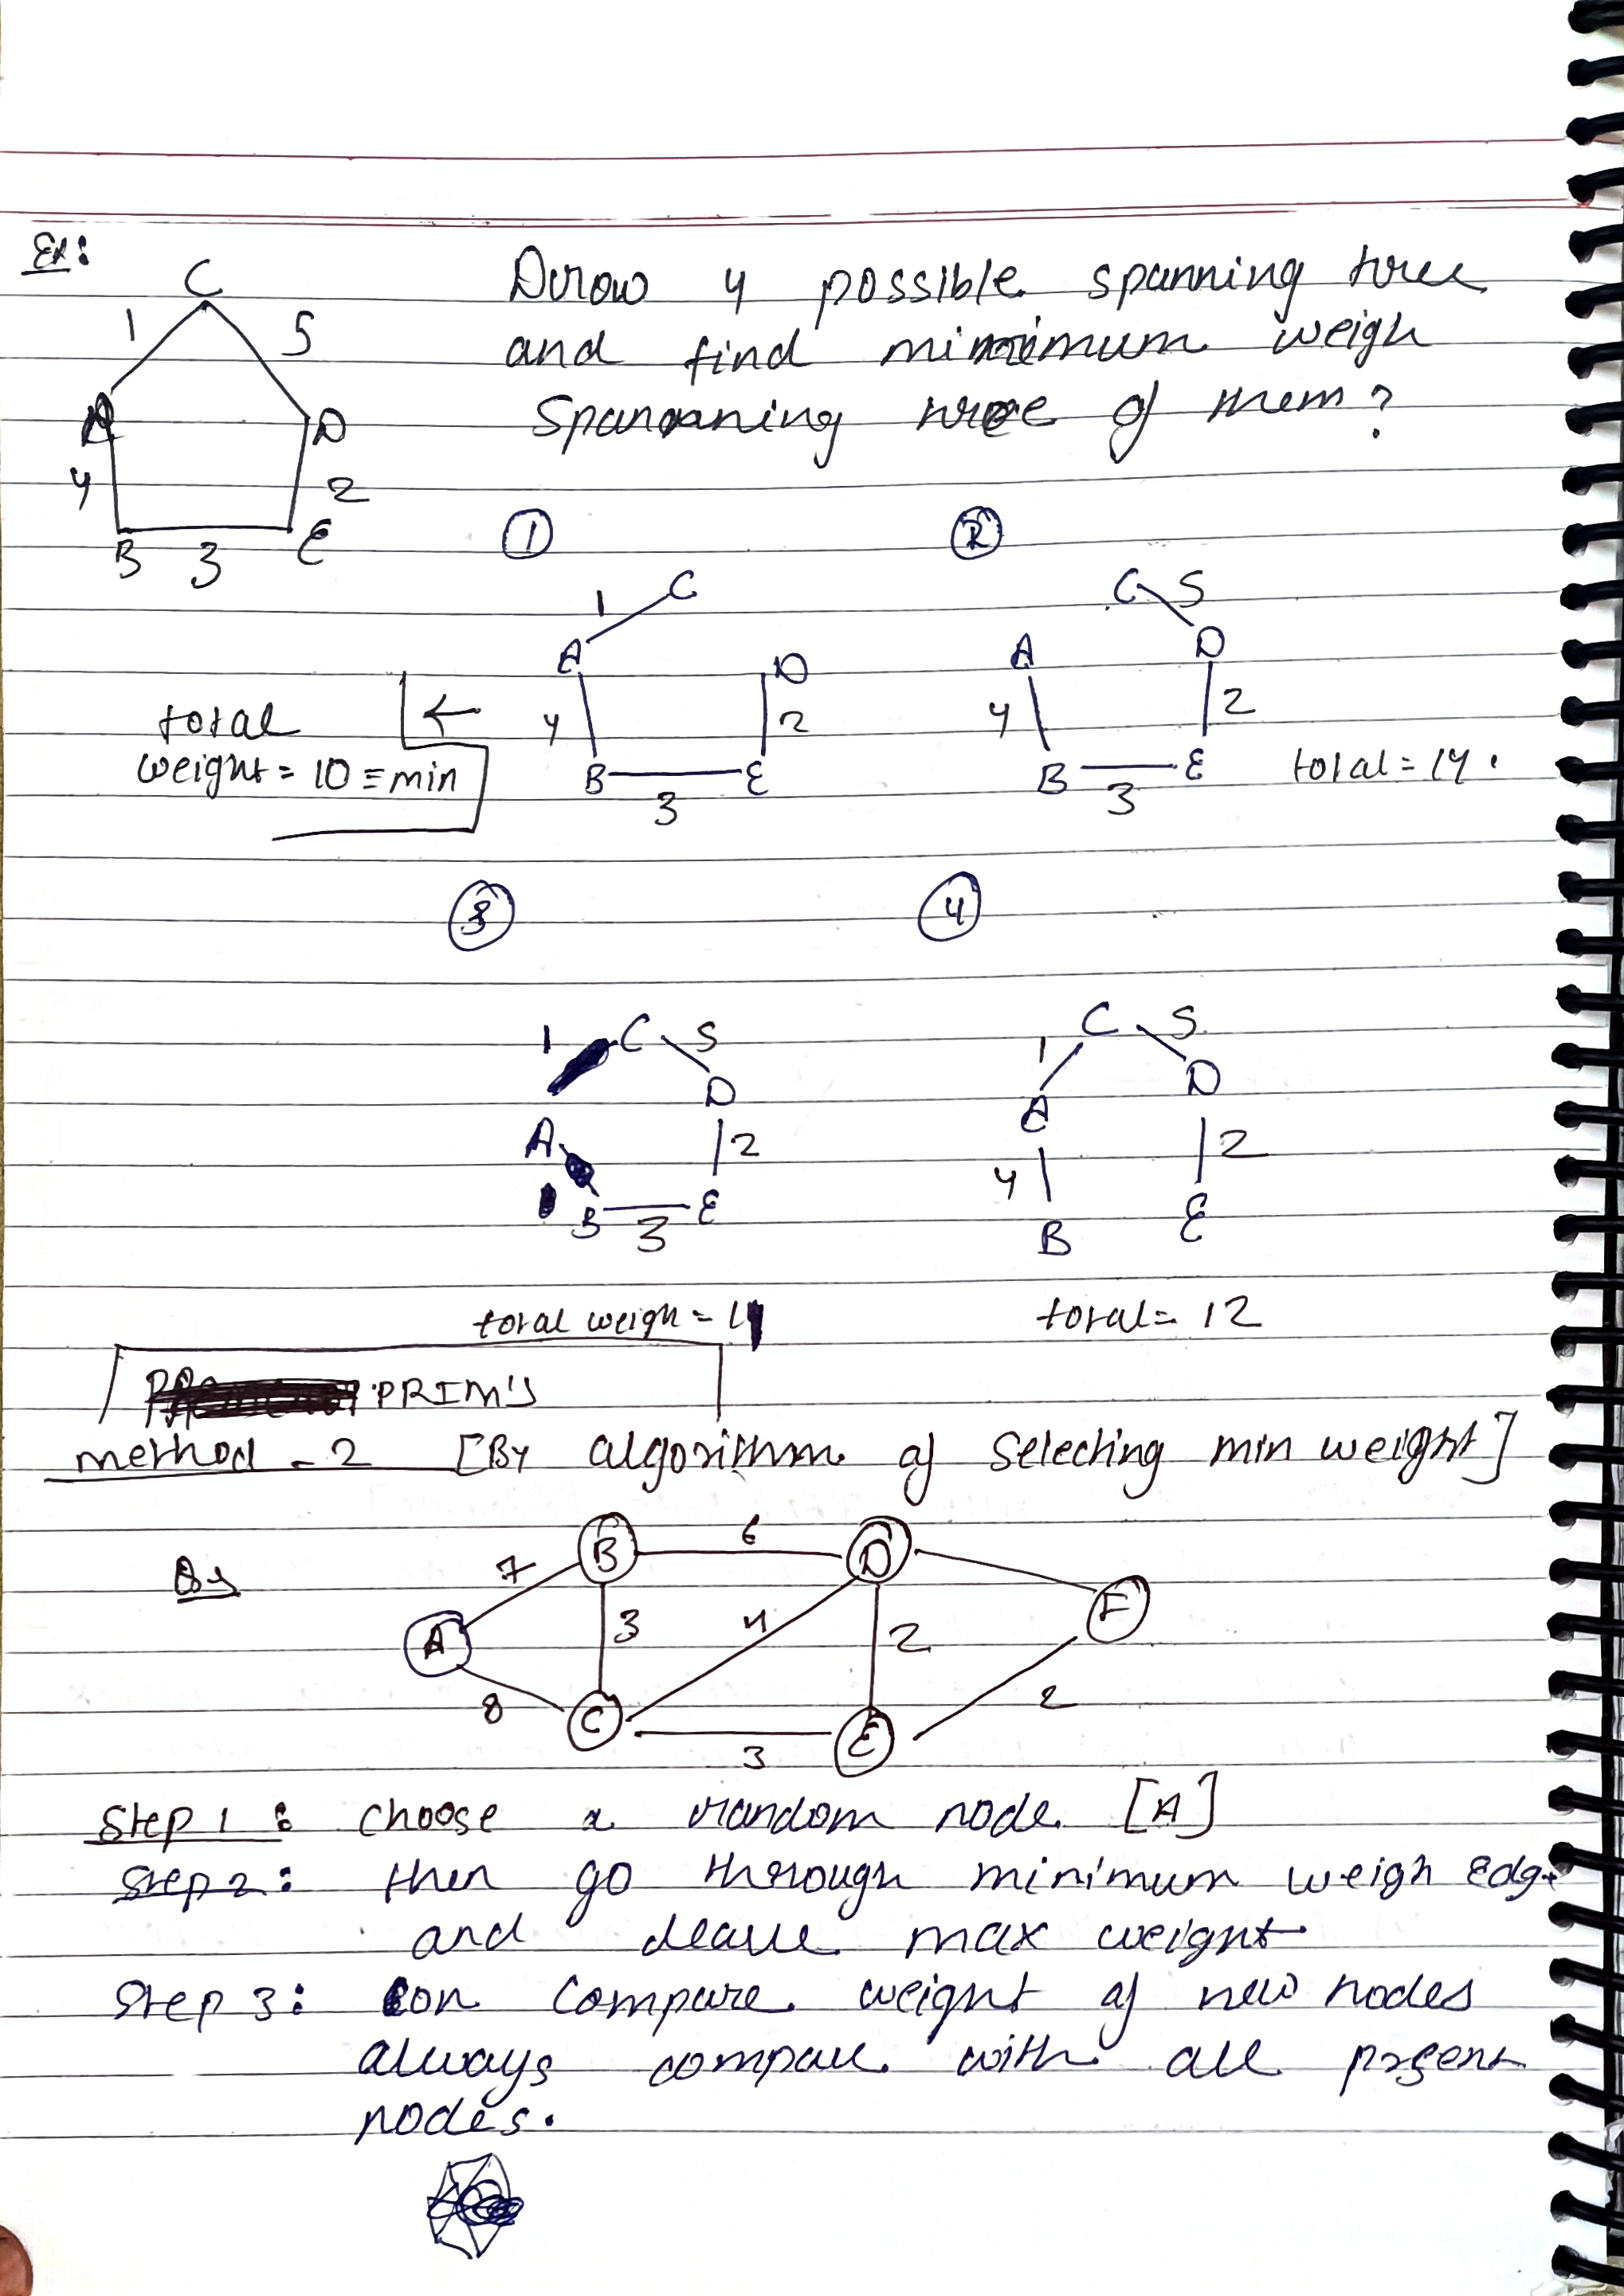 Ex:
C
1 5
A D
4 2
B 3 E
Draw 4 possible spanning tree
and find minimum weigh
Spanning tree of them?
1
C
1
A D
4 2
B E
3
total
weight = 10 = min
2
C 5
A D
4 2
B 3 E
total = 14.
3
1 C 5
D
A 2
B 3 E
total weigh =
4
C 5
1 D
A
4 2
B E
total = 12
PRIM'S
method - 2 [By algorithm of selecting min weight]
Q
B 6 D
7
3 4 2 F
A
8 2
C 3 E
Step 1: choose a random node [A]
Step 2: then go through minimum weigh edge
and leave max weight
Step 3: compare weight of new nodes
always compare with all present
nodes.